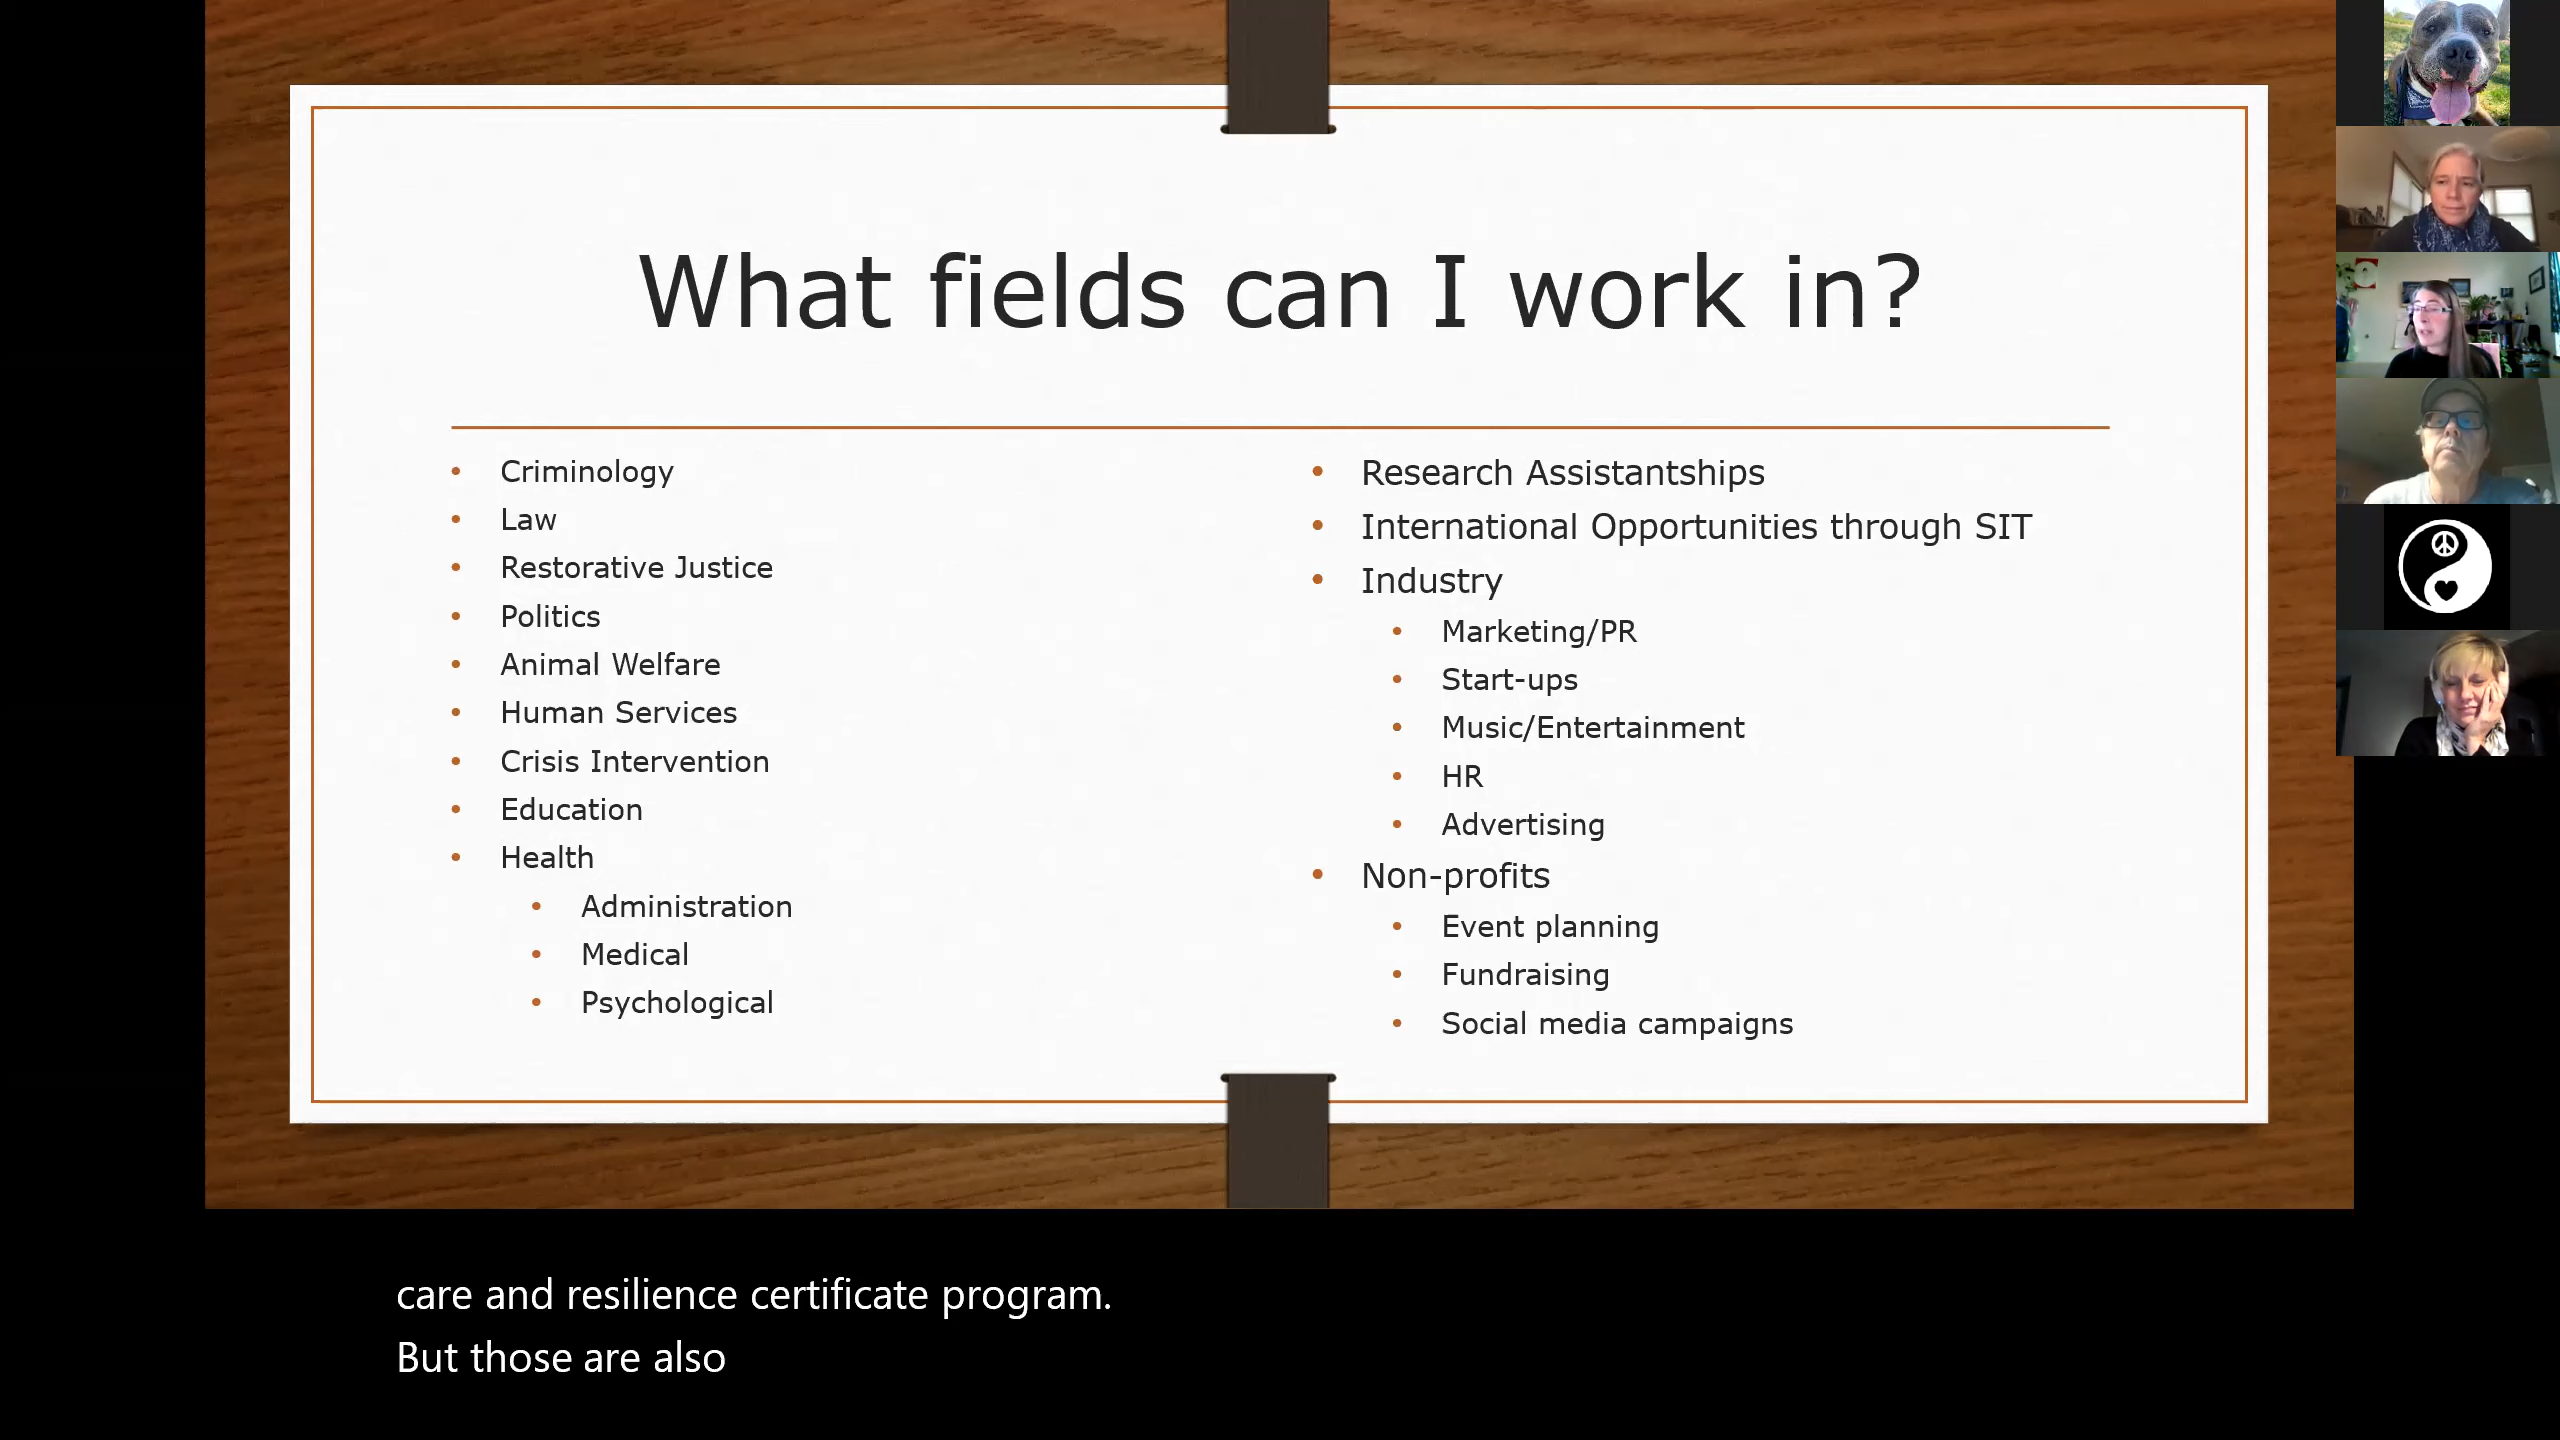 What fields can I work in?
Criminology
Law
Restorative Justice
Politics
Animal Welfare
Human Services
Crisis Intervention
Education
Health
Administration
Medical
Psychological
Research Assistantships
International Opportunities through SIT
Industry
Marketing/PR
Start-ups
Music/Entertainment
HR
Advertising
Non-profits
Event planning
Fundraising
Social media campaigns
care and resilience certificate program.
But those are also